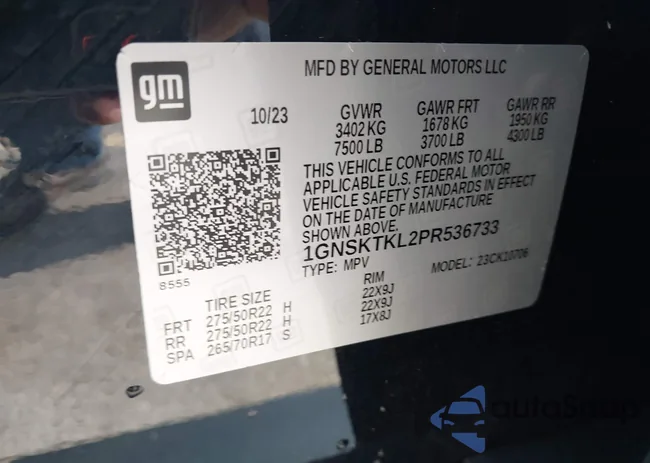 gm
MFD BY GENERAL MOTORS LLC
10/23 GVWR GAWR FRT GAWR RR
3402 KG 1678 KG 1950 KG
7500 LB 3700 LB 4300 LB
THIS VEHICLE CONFORMS TO ALL
APPLICABLE U.S. FEDERAL MOTOR
VEHICLE SAFETY STANDARDS IN EFFECT
ON THE DATE OF MANUFACTURE
SHOWN ABOVE.
1GNSKTKL2PR536733
TYPE: MPV MODEL: 23CK10706
8555
TIRE SIZE RIM
FRT 275/50R22 H 22X9J
RR 275/50R22 H 22X9J
SPA 265/70R17 S 17X8J
autoSoup